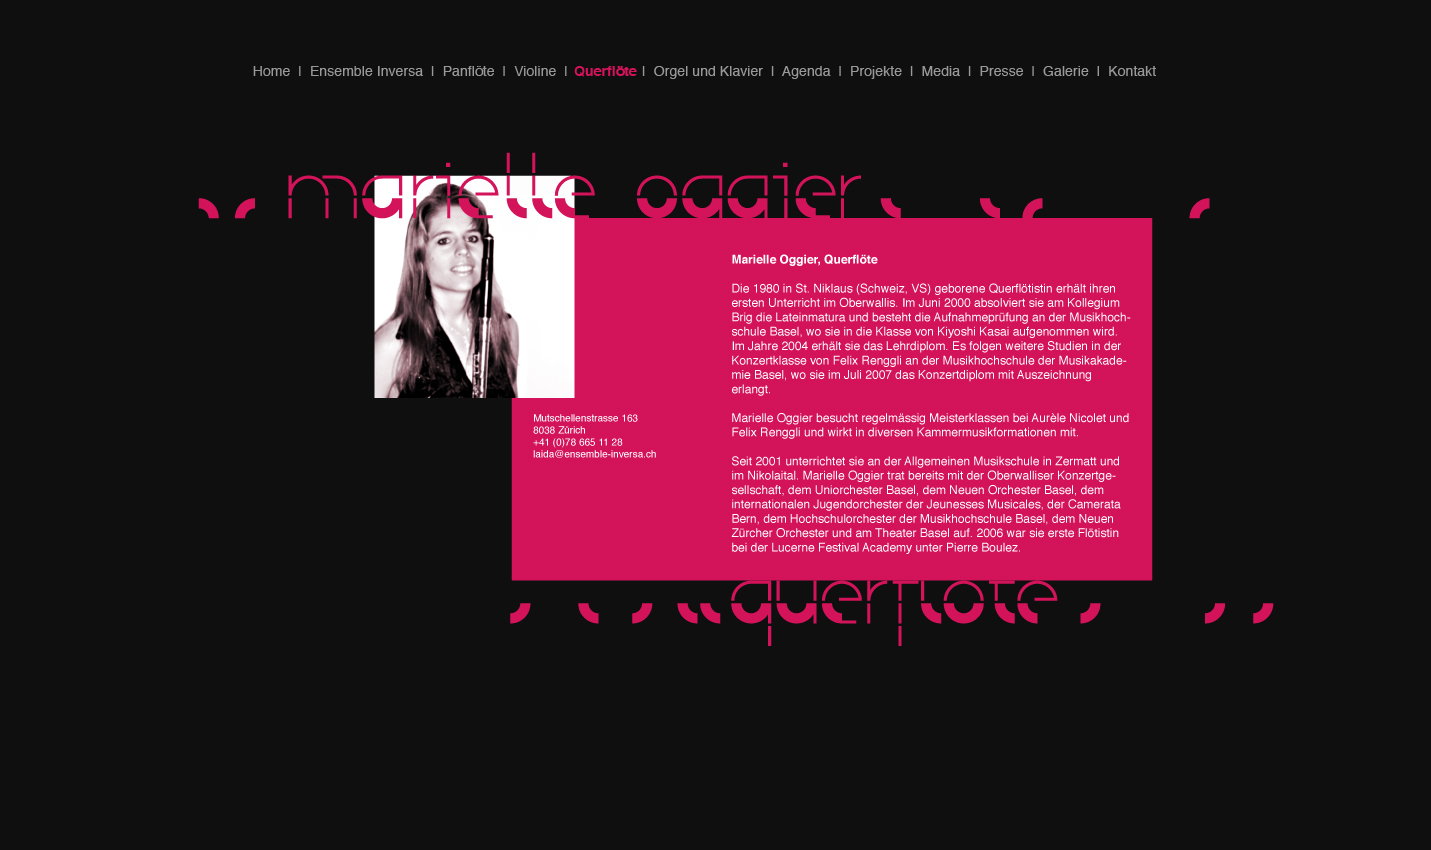 Home I Ensemble Inversa I Panflöte I Violine I Querflöte I Orgel und Klavier I Agenda I Projekte I Media I Presse I Galerie I Kontakt
marielle oggier
Marielle Oggier, Querflöte
Die 1980 in St. Niklaus (Schweiz, VS) geborene Querflötistin erhält ihren
ersten Unterricht im Oberwallis. Im Juni 2000 absolviert sie am Kollegium
Brig die Lateinmatura und besteht die Aufnahmeprüfung an der Musikhoch-
schule Basel, wo sie in die Klasse von Kiyoshi Kasai aufgenommen wird.
Im Jahre 2004 erhält sie das Lehrdiplom. Es folgen weitere Studien in der
Konzertklasse von Felix Renggli an der Musikhochschule der Musikakade-
mie Basel, wo sie im Juli 2007 das Konzertdiplom mit Auszeichnung
erlangt.
Marielle Oggier besucht regelmässig Meisterklassen bei Aurèle Nicolet und
Felix Renggli und wirkt in diversen Kammermusikformationen mit.
Seit 2001 unterrichtet sie an der Allgemeinen Musikschule in Zermatt und
im Nikolaital. Marielle Oggier trat bereits mit der Oberwalliser Konzertge-
sellschaft, dem Uniorchester Basel, dem Neuen Orchester Basel, dem
internationalen Jugendorchester der Jeunesses Musicales, der Camerata
Bern, dem Hochschulorchester der Musikhochschule Basel, dem Neuen
Zürcher Orchester und am Theater Basel auf. 2006 war sie erste Flötistin
bei der Lucerne Festival Academy unter Pierre Boulez.
Mutschellenstrasse 163
8038 Zürich
+41 (0)78 665 11 28
laida@ensemble-inversa.ch
querflöte